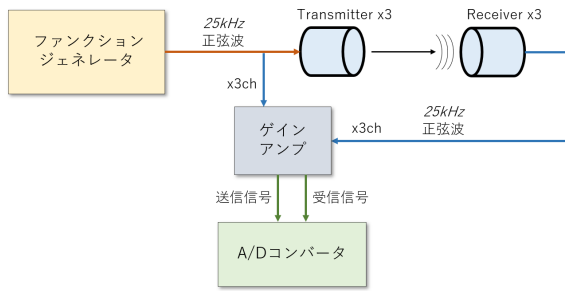 ファンクション
ジェネレータ
25kHz
正弦波
Transmitter x3
Receiver x3
x3ch
ゲイン
アンプ
x3ch
25kHz
正弦波
送信信号
受信信号
A/Dコンバータ